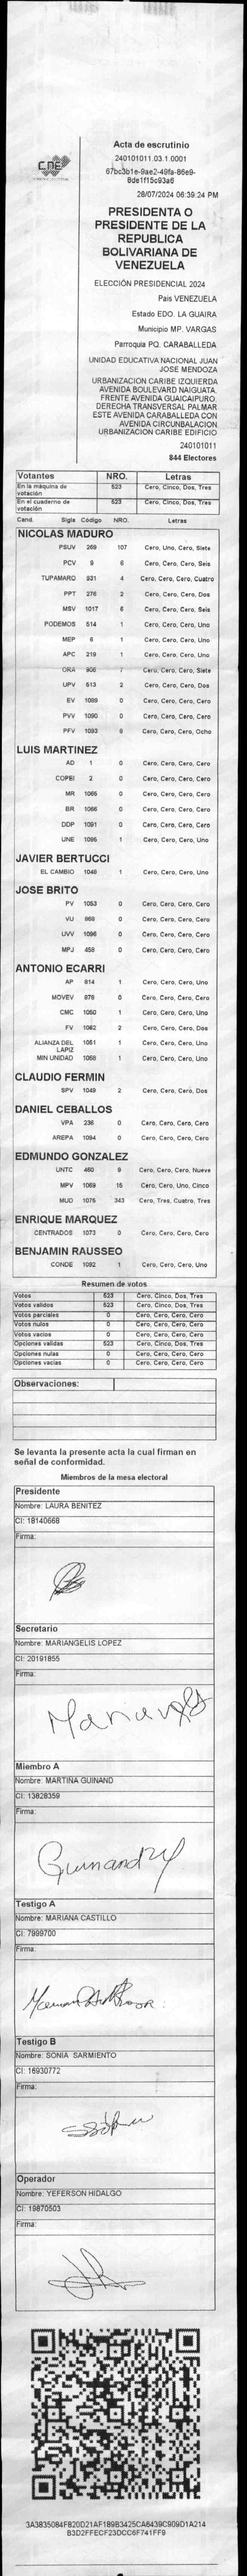 CNE
Acta de escrutinio
240101011.03.1.0001
67bc3b1e-9ae2-49fa-86e9-
8de1f15c93a6
28/07/2024 06:39:24 PM
PRESIDENTA O
PRESIDENTE DE LA
REPUBLICA
BOLIVARIANA DE
VENEZUELA
ELECCIÓN PRESIDENCIAL 2024
Pais VENEZUELA
Estado EDO. LA GUAIRA
Municipio MP. VARGAS
Parroquia PQ. CARABALLEDA
UNIDAD EDUCATIVA NACIONAL JUAN
JOSE MENDOZA
URBANIZACION CARIBE IZQUIERDA
AVENIDA BOULEVARD NAIGUATA.
FRENTE AVENIDA GUAICAIPURO.
DERECHA TRANSVERSAL PALMAR
ESTE AVENIDA CARABALLEDA CON
AVENIDA CIRCUNBALACION
URBANIZACION CARIBE EDIFICIO
240101011
844 Electores
Votantes NRO. Letras
En la máquina de votación 523 Cero, Cinco, Dos, Tres
En el cuaderno de votación 523 Cero, Cinco, Dos, Tres
Cand. Sigla Código NRO. Letras
NICOLAS MADURO
PSUV 269 107 Cero, Uno, Cero, Siete
PCV 9 6 Cero, Cero, Cero, Seis
TUPAMARO 931 4 Cero, Cero, Cero, Cuatro
PPT 276 2 Cero, Cero, Cero, Dos
MSV 1017 6 Cero, Cero, Cero, Seis
PODEMOS 514 1 Cero, Cero, Cero, Uno
MEP 6 1 Cero, Cero, Cero, Uno
APC 219 1 Cero, Cero, Cero, Uno
ORA 906 7 Cero, Cero, Cero, Siete
UPV 513 2 Cero, Cero, Cero, Dos
EV 1089 0 Cero, Cero, Cero, Cero
PVV 1090 0 Cero, Cero, Cero, Cero
PFV 1093 8 Cero, Cero, Cero, Ocho
LUIS MARTINEZ
AD 1 0 Cero, Cero, Cero, Cero
COPEI 2 0 Cero, Cero, Cero, Cero
MR 1065 0 Cero, Cero, Cero, Cero
BR 1066 0 Cero, Cero, Cero, Cero
DDP 1091 0 Cero, Cero, Cero, Cero
UNE 1095 1 Cero, Cero, Cero, Uno
JAVIER BERTUCCI
EL CAMBIO 1048 1 Cero, Cero, Cero, Uno
JOSE BRITO
PV 1053 0 Cero, Cero, Cero, Cero
VU 868 0 Cero, Cero, Cero, Cero
UVV 1096 0 Cero, Cero, Cero, Cero
MPJ 458 0 Cero, Cero, Cero, Cero
ANTONIO ECARRI
AP 814 1 Cero, Cero, Cero, Uno
MOVEV 978 0 Cero, Cero, Cero, Cero
CMC 1050 1 Cero, Cero, Cero, Uno
FV 1062 2 Cero, Cero, Cero, Dos
ALIANZA DEL LAPIZ 1051 1 Cero, Cero, Cero, Uno
MIN UNIDAD 1068 1 Cero, Cero, Cero, Uno
CLAUDIO FERMIN
SPV 1049 2 Cero, Cero, Cero, Dos
DANIEL CEBALLOS
VPA 236 0 Cero, Cero, Cero, Cero
AREPA 1094 0 Cero, Cero, Cero, Cero
EDMUNDO GONZALEZ
UNTC 460 9 Cero, Cero, Cero, Nueve
MPV 1069 15 Cero, Cero, Uno, Cinco
MUD 1075 343 Cero, Tres, Cuatro, Tres
ENRIQUE MARQUEZ
CENTRADOS 1073 0 Cero, Cero, Cero, Cero
BENJAMIN RAUSSEO
CONDE 1092 1 Cero, Cero, Cero, Uno
Resumen de votos
Votos 523 Cero, Cinco, Dos, Tres
Votos validos 523 Cero, Cinco, Dos, Tres
Votos parciales 0 Cero, Cero, Cero, Cero
Votos nulos 0 Cero, Cero, Cero, Cero
Votos vacios 0 Cero, Cero, Cero, Cero
Opciones validas 523 Cero, Cinco, Dos, Tres
Opciones nulas 0 Cero, Cero, Cero, Cero
Opciones vacias 0 Cero, Cero, Cero, Cero
Observaciones:
Se levanta la presente acta la cual firman en
señal de conformidad.
Miembros de la mesa electoral
Presidente
Nombre: LAURA BENITEZ
CI: 18140668
Firma:
Secretario
Nombre: MARIANGELIS LOPEZ
CI: 20191855
Firma:
Miembro A
Nombre: MARTINA GUINAND
CI: 13828359
Firma:
Guinand
Testigo A
Nombre: MARIANA CASTILLO
CI: 7999700
Firma:
Testigo B
Nombre: SONIA SARMIENTO
CI: 16930772
Firma:
Operador
Nombre: YEFERSON HIDALGO
CI: 19870503
Firma:
3A3835084F820D21AF189B3425CA6439C909D1A214
B3D2FFECF23DCC6F741FF9